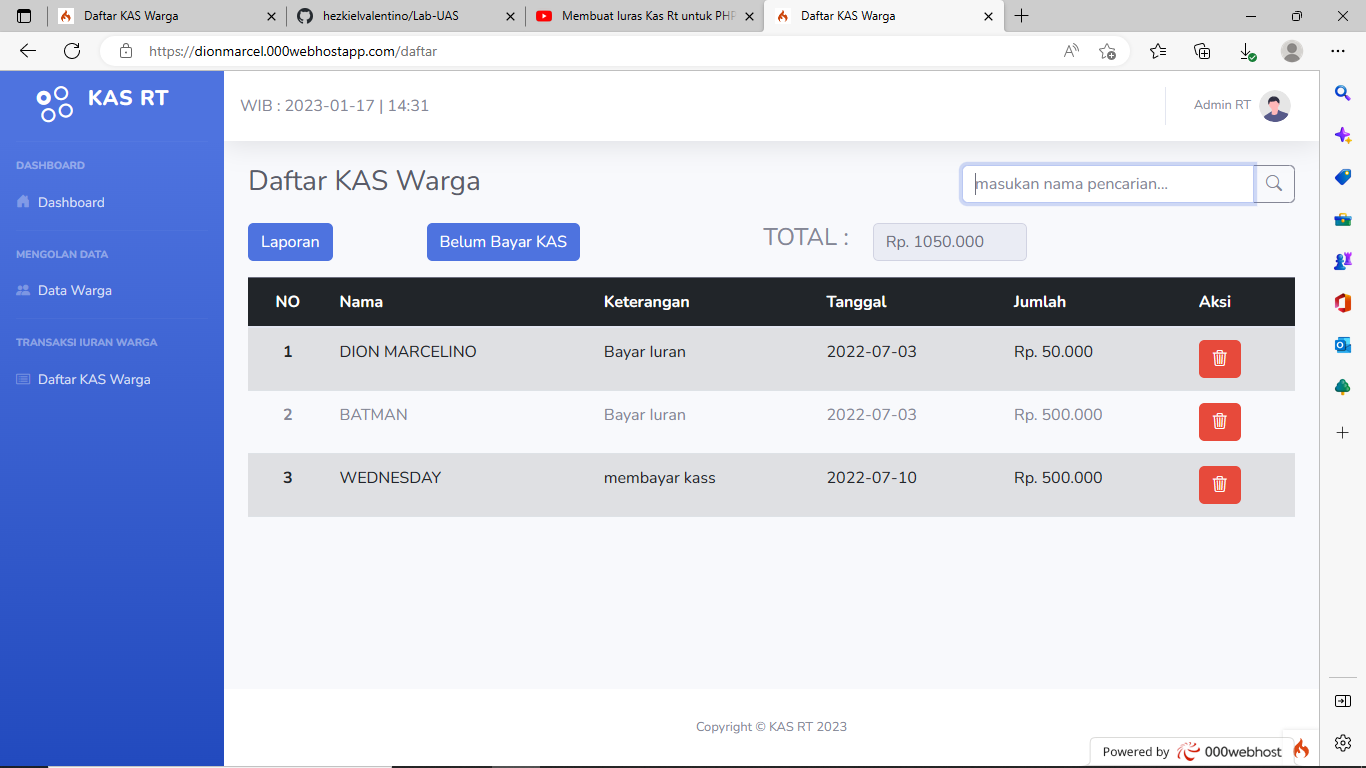 Daftar KAS Warga
hezkielvalentino/Lab-UAS
Membuat Iuras Kas Rt untuk PHP
Daftar KAS Warga
https://dionmarcel.000webhostapp.com/daftar
KAS RT
WIB : 2023-01-17 | 14:31
Admin RT
DASHBOARD
Dashboard
MENGOLAN DATA
Data Warga
TRANSAKSI IURAN WARGA
Daftar KAS Warga
Daftar KAS Warga
masukan nama pencarian...
Laporan
Belum Bayar KAS
TOTAL :
Rp. 1050.000
NO Nama Keterangan Tanggal Jumlah Aksi
1 DION MARCELINO Bayar Iuran 2022-07-03 Rp. 50.000
2 BATMAN Bayar Iuran 2022-07-03 Rp. 500.000
3 WEDNESDAY membayar kass 2022-07-10 Rp. 500.000
Copyright © KAS RT 2023
Powered by 000webhost